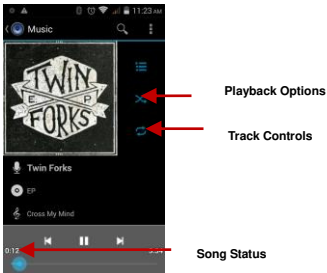 11:23 AM
Music
TWIN
E P
FORKS
Playback Options
Track Controls
Twin Forks
EP
Cross My Mind
0:12
Song Status